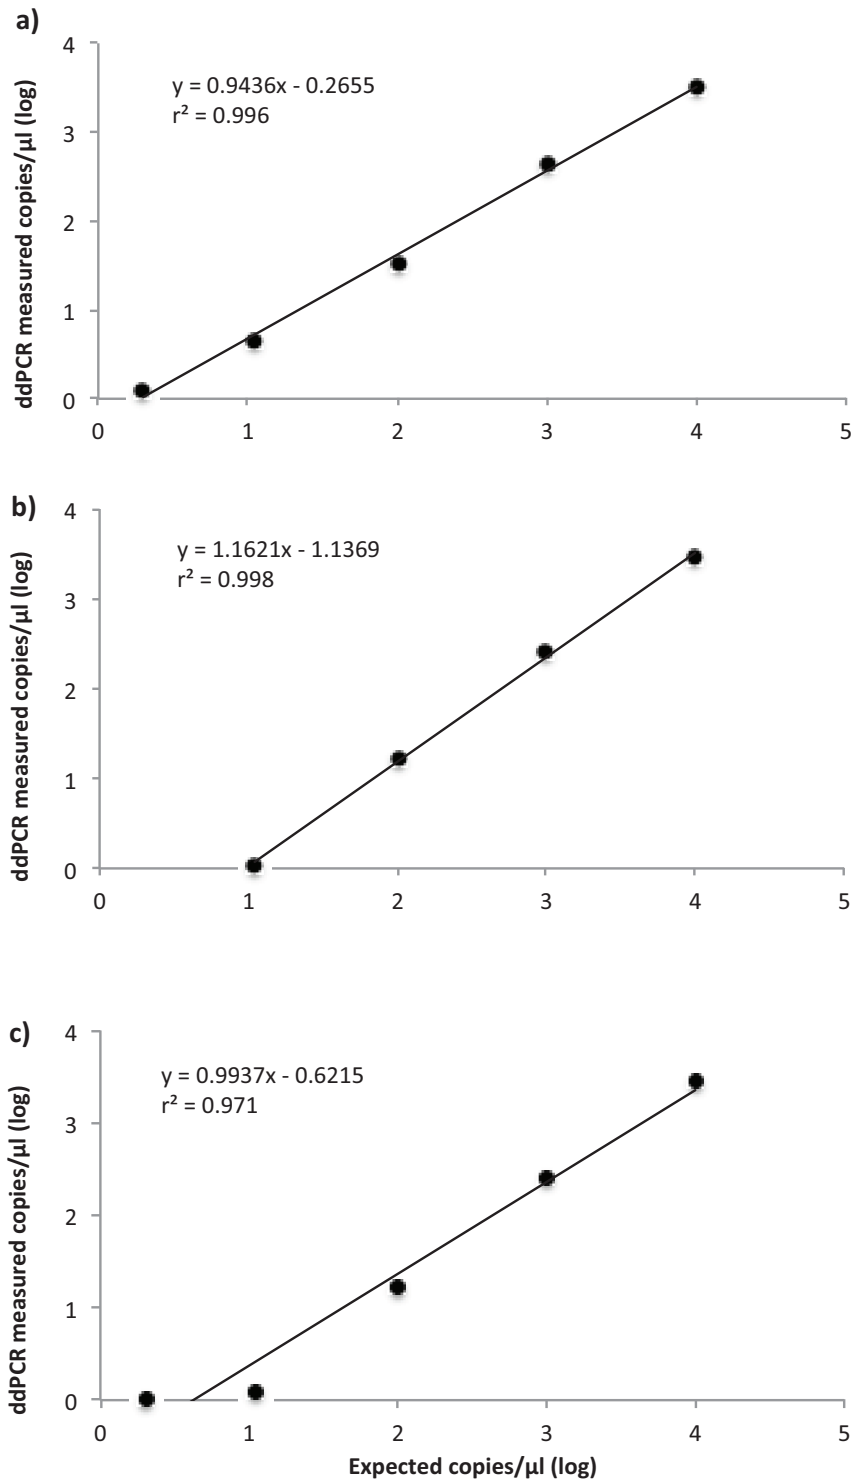 a)
ddPCR measured copies/µl (log)
4
3
2
1
0
y = 0.9436x - 0.2655
r² = 0.996
0 1 2 3 4 5
b)
ddPCR measured copies/µl (log)
4
3
2
1
0
y = 1.1621x - 1.1369
r² = 0.998
0 1 2 3 4 5
c)
ddPCR measured copies/µl (log)
4
3
2
1
0
y = 0.9937x - 0.6215
r² = 0.971
0 1 2 3 4 5
Expected copies/µl (log)